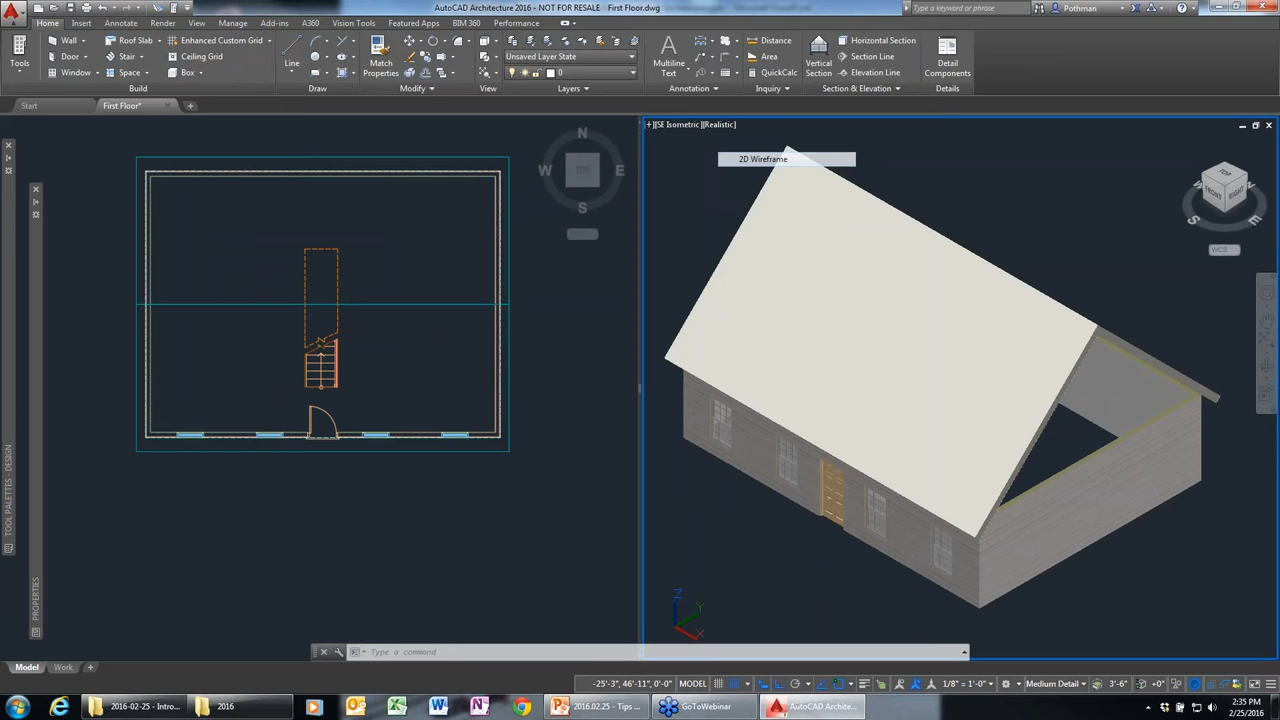 AutoCAD Architecture 2016 - NOT FOR RESALE   First Floor.dwg
Type a keyword or phrase
Pothman
Home Insert Annotate Render View Manage Add-ins A360 Vision Tools Featured Apps BIM 360 Performance
Tools
Wall
Door
Window
Roof Slab
Stair
Space
Enhanced Custom Grid
Ceiling Grid
Box
Build
Line
Draw
Match
Properties
Modify
View
Unsaved Layer State
0
Layers
Multiline
Text
Annotation
Distance
Area
QuickCalc
Inquiry
Vertical
Section
Horizontal Section
Section Line
Elevation Line
Section & Elevation
Detail
Components
Details
Start
First Floor*
[+][SE Isometric][Realistic]
2D Wireframe
N
W
TOP
E
S
TOP
FRONT
RIGHT
W
N
S
E
WCS
TOOL PALETTES - DESIGN
PROPERTIES
Z
Y
X
Type a command
Model
Work
-25'-3", 46'-11", 0'-0"
MODEL
1/8" = 1'-0"
Medium Detail
3'-6"
+0"
2016-02-25 - Intro...
2016
2016.02.25 - Tips ...
GoToWebinar
AutoCAD Archite...
2:35 PM
2/25/2016